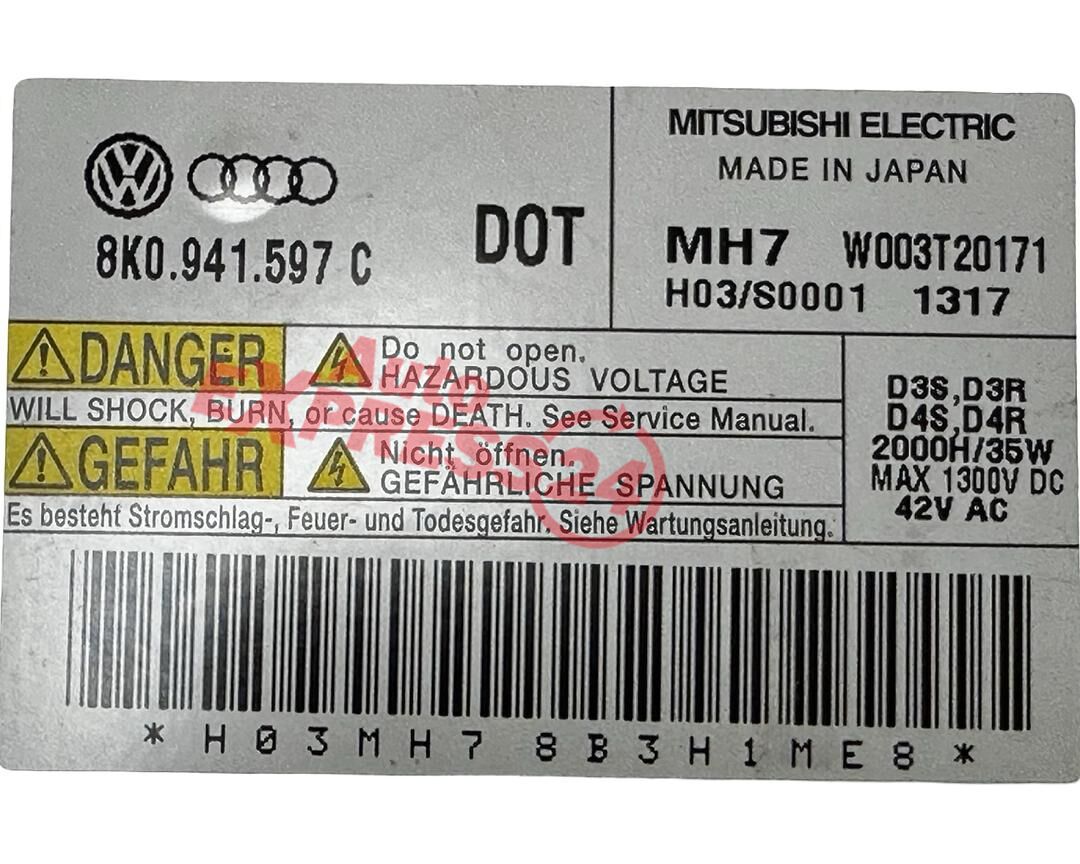 MITSUBISHI ELECTRIC
MADE IN JAPAN
8K0.941.597 C
DOT
MH7 W003T20171
H03/S0001 1317
DANGER
Do not open.
HAZARDOUS VOLTAGE
WILL SHOCK, BURN, or cause DEATH. See Service Manual.
GEFAHR
Nicht öffnen.
GEFÄHRLICHE SPANNUNG
Es besteht Stromschlag-, Feuer- und Todesgefahr. Siehe Wartungsanleitung.
D3S,D3R
D4S,D4R
2000H/35W
MAX 1300V DC
42V AC
Auto
EXPRESS24
*H03MH78B3H1ME8*